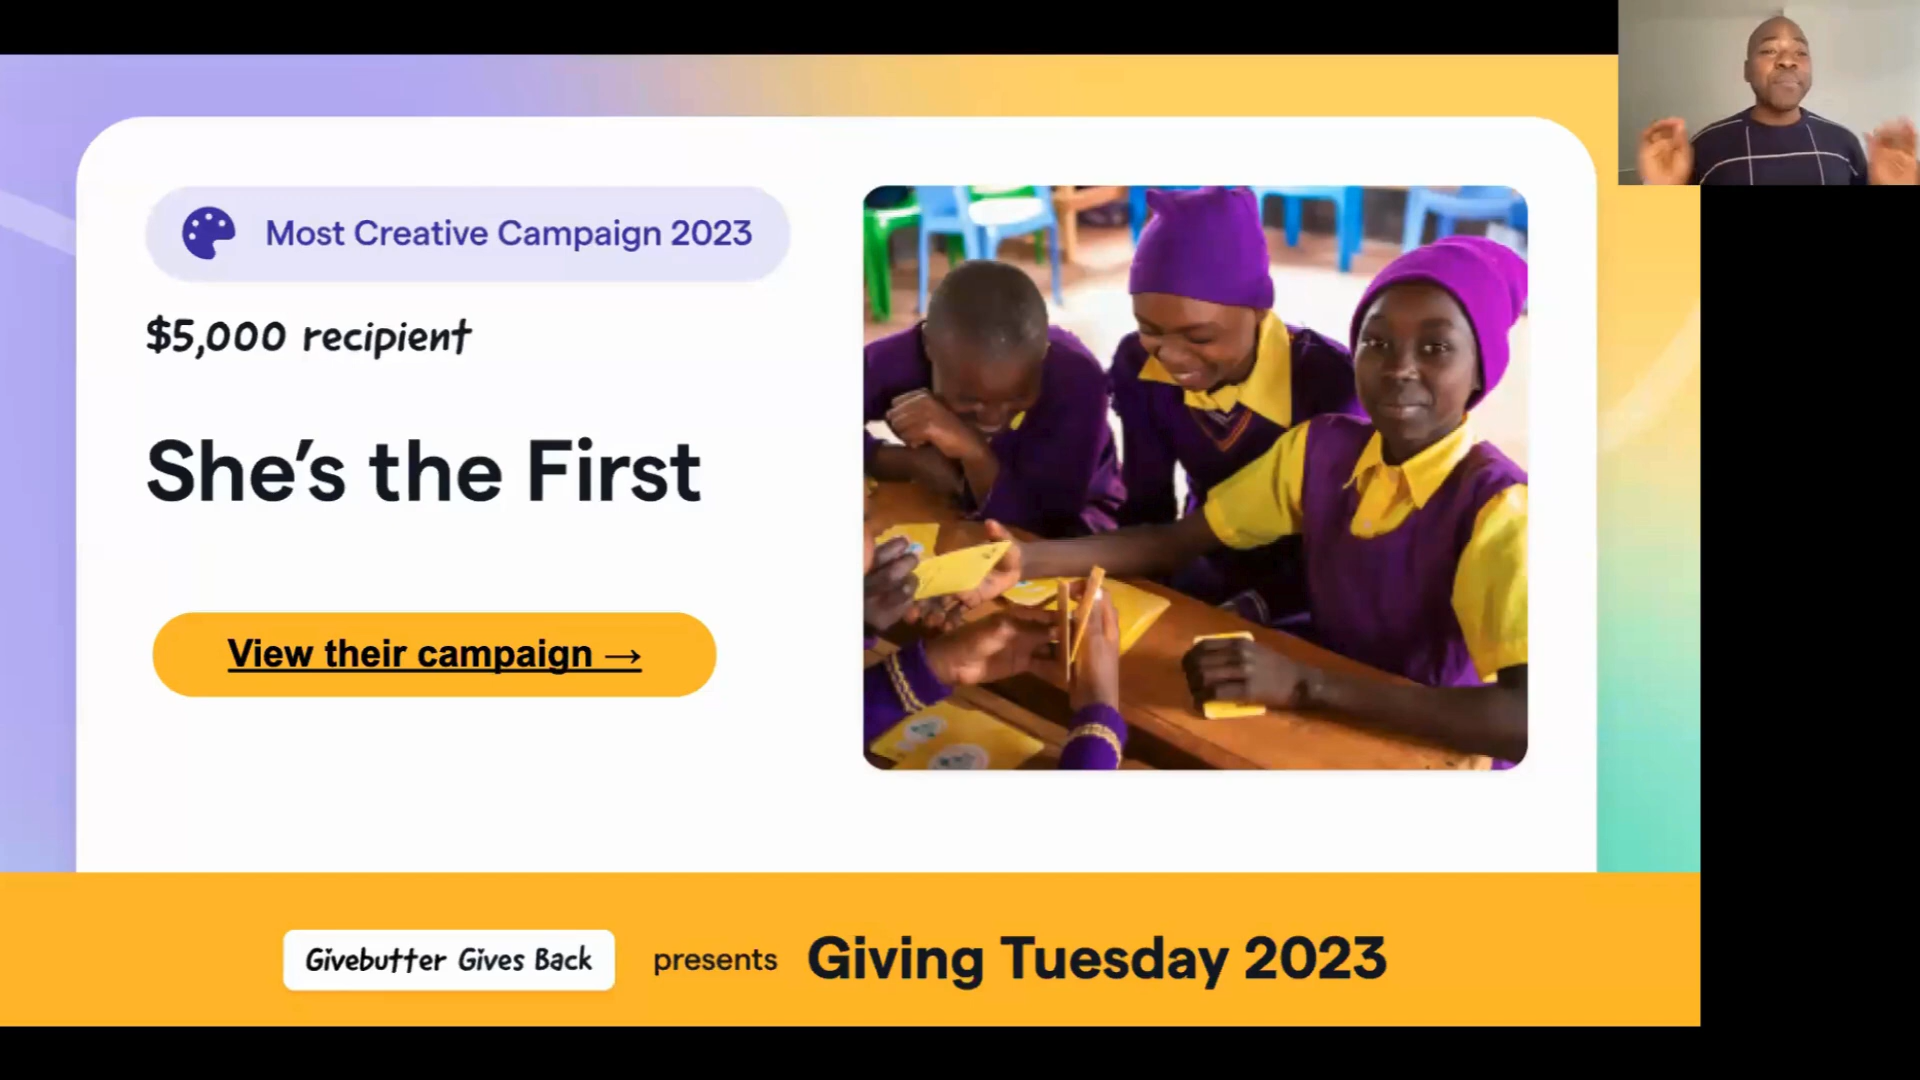 Most Creative Campaign 2023
$5,000 recipient
She's the First
View their campaign →
Givebutter Gives Back presents Giving Tuesday 2023